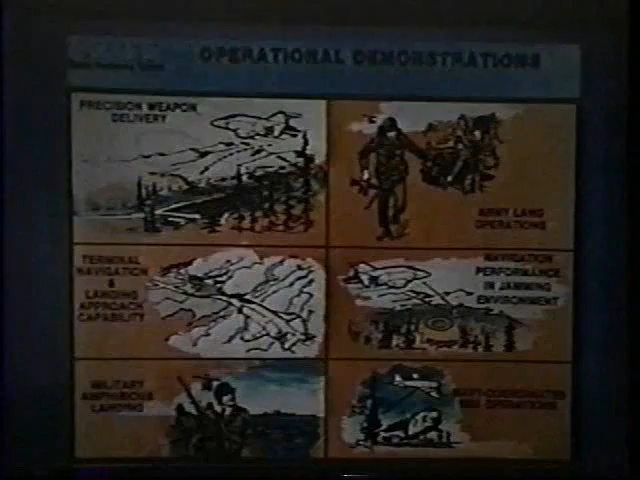 OPERATIONAL DEMONSTRATIONS
PRECISION WEAPON
DELIVERY
ARMY LAND
OPERATIONS
TERMINAL
NAVIGATION
&
LANDING
APPROACH
CAPABILITY
NAVIGATION
PERFORMANCE
IN JAMMING
ENVIRONMENT
MILITARY
AMPHIBIOUS
LANDING
OPERATIONS